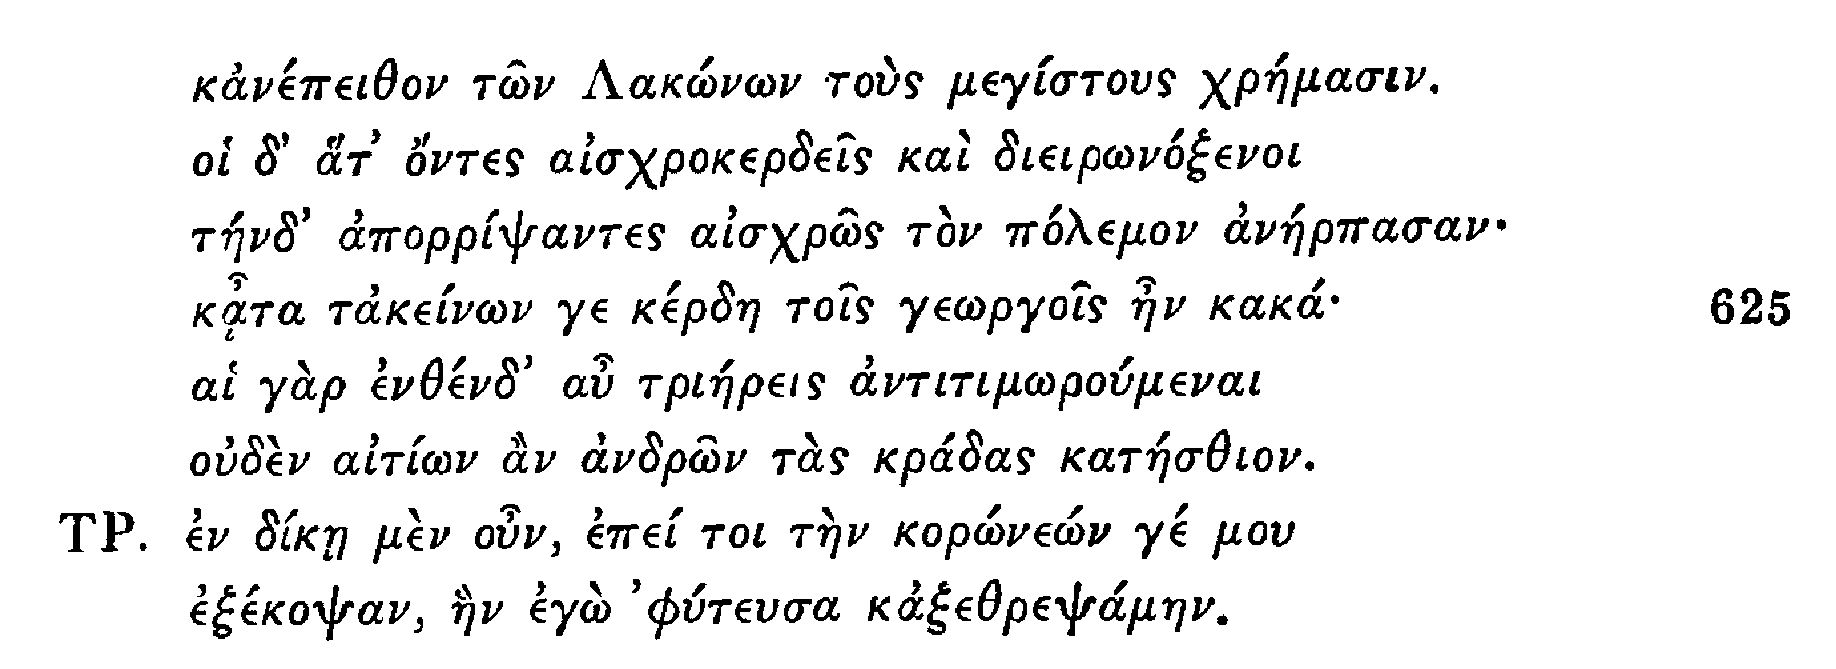 κἀνέπειθον τῶν Λακώνων τοὺς μεγίστους χρήμασιν.
οἱ δ’ ἅτ’ ὄντες αἰσχροκερδεῖς καὶ διειρωνόξενοι
τήνδ’ ἀπορρίψαντες αἰσχρῶς τὸν πόλεμον ἀνήρπασαν·
κᾆτα τἀκείνων γε κέρδη τοῖς γεωργοῖς ἦν κακά· 625
αἱ γὰρ ἐνθένδ’ αὖ τριήρεις ἀντιτιμωρούμεναι
οὐδὲν αἰτίων ἂν ἀνδρῶν τὰς κράδας κατήσθιον.
ΤΡ. ἐν δίκῃ μὲν οὖν, ἐπεί τοι τὴν κορώνεών γέ μου
ἐξέκοψαν, ἣν ἐγὼ ’φύτευσα κἀξεθρεψάμην.